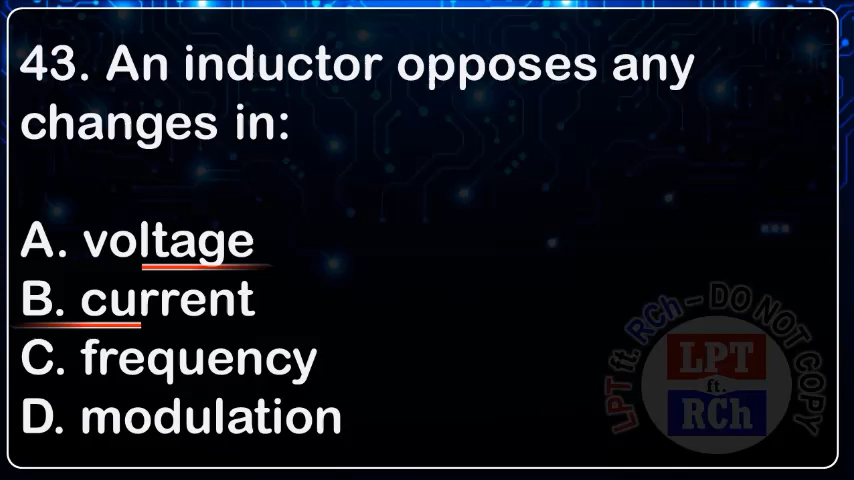 43. An inductor opposes any
changes in:
A. voltage
B. current
C. frequency
D. modulation
LPT ft. RCh – DO NOT COPY
LPT
ft.
RCh